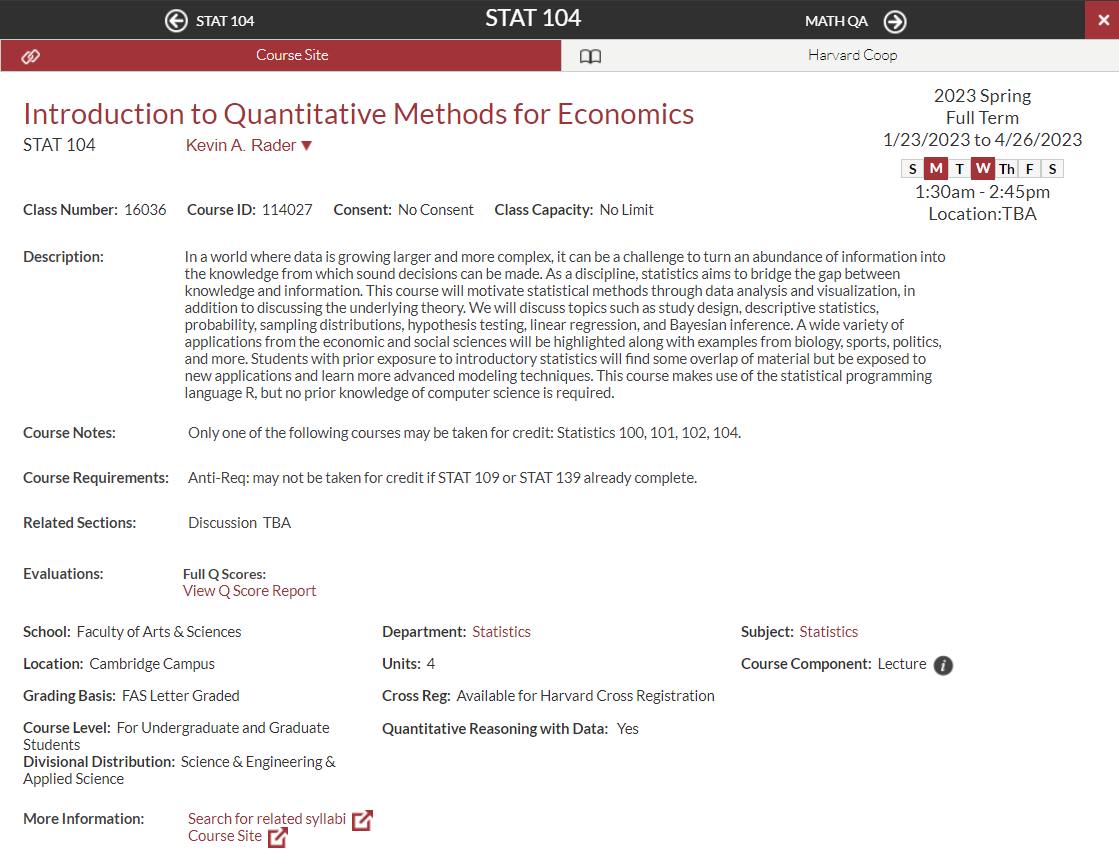 STAT 104
STAT 104
MATH QA
Course Site
Harvard Coop
Introduction to Quantitative Methods for Economics
STAT 104
Kevin A. Rader ▼
2023 Spring
Full Term
1/23/2023 to 4/26/2023
S M T W Th F S
1:30am - 2:45pm
Location:TBA
Class Number: 16036 Course ID: 114027 Consent: No Consent Class Capacity: No Limit
Description:
In a world where data is growing larger and more complex, it can be a challenge to turn an abundance of information into
the knowledge from which sound decisions can be made. As a discipline, statistics aims to bridge the gap between
knowledge and information. This course will motivate statistical methods through data analysis and visualization, in
addition to discussing the underlying theory. We will discuss topics such as study design, descriptive statistics,
probability, sampling distributions, hypothesis testing, linear regression, and Bayesian inference. A wide variety of
applications from the economic and social sciences will be highlighted along with examples from biology, sports, politics,
and more. Students with prior exposure to introductory statistics will find some overlap of material but be exposed to
new applications and learn more advanced modeling techniques. This course makes use of the statistical programming
language R, but no prior knowledge of computer science is required.
Course Notes: Only one of the following courses may be taken for credit: Statistics 100, 101, 102, 104.
Course Requirements: Anti-Req: may not be taken for credit if STAT 109 or STAT 139 already complete.
Related Sections: Discussion TBA
Evaluations: Full Q Scores:
View Q Score Report
School: Faculty of Arts & Sciences Department: Statistics Subject: Statistics
Location: Cambridge Campus Units: 4 Course Component: Lecture i
Grading Basis: FAS Letter Graded Cross Reg: Available for Harvard Cross Registration
Course Level: For Undergraduate and Graduate
Students
Quantitative Reasoning with Data: Yes
Divisional Distribution: Science & Engineering &
Applied Science
More Information: Search for related syllabi
Course Site